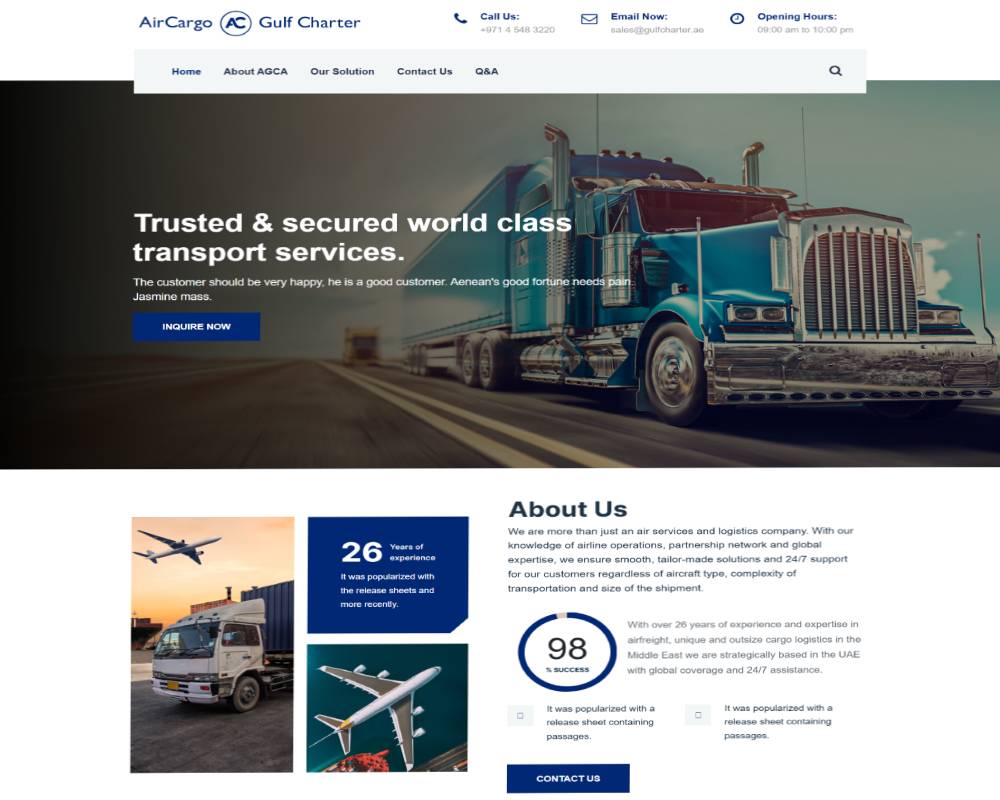 AirCargo AC Gulf Charter
Call Us:
+971 4 548 3220
Email Now:
sales@gulfcharter.ae
Opening Hours:
09:00 am to 10:00 pm
Home About AGCA Our Solution Contact Us Q&A
Trusted & secured world class
transport services.
The customer should be very happy, he is a good customer. Aenean's good fortune needs pain.
Jasmine mass.
INQUIRE NOW
26 Years of
experience
It was popularized with
the release sheets and
more recently.
About Us
We are more than just an air services and logistics company. With our
knowledge of airline operations, partnership network and global
expertise, we ensure smooth, tailor-made solutions and 24/7 support
for our customers regardless of aircraft type, complexity of
transportation and size of the shipment.
98
% SUCCESS
With over 26 years of experience and expertise in
airfreight, unique and outsize cargo logistics in the
Middle East we are strategically based in the UAE
with global coverage and 24/7 assistance.
It was popularized with a
release sheet containing
passages.
It was popularized with a
release sheet containing
passages.
CONTACT US